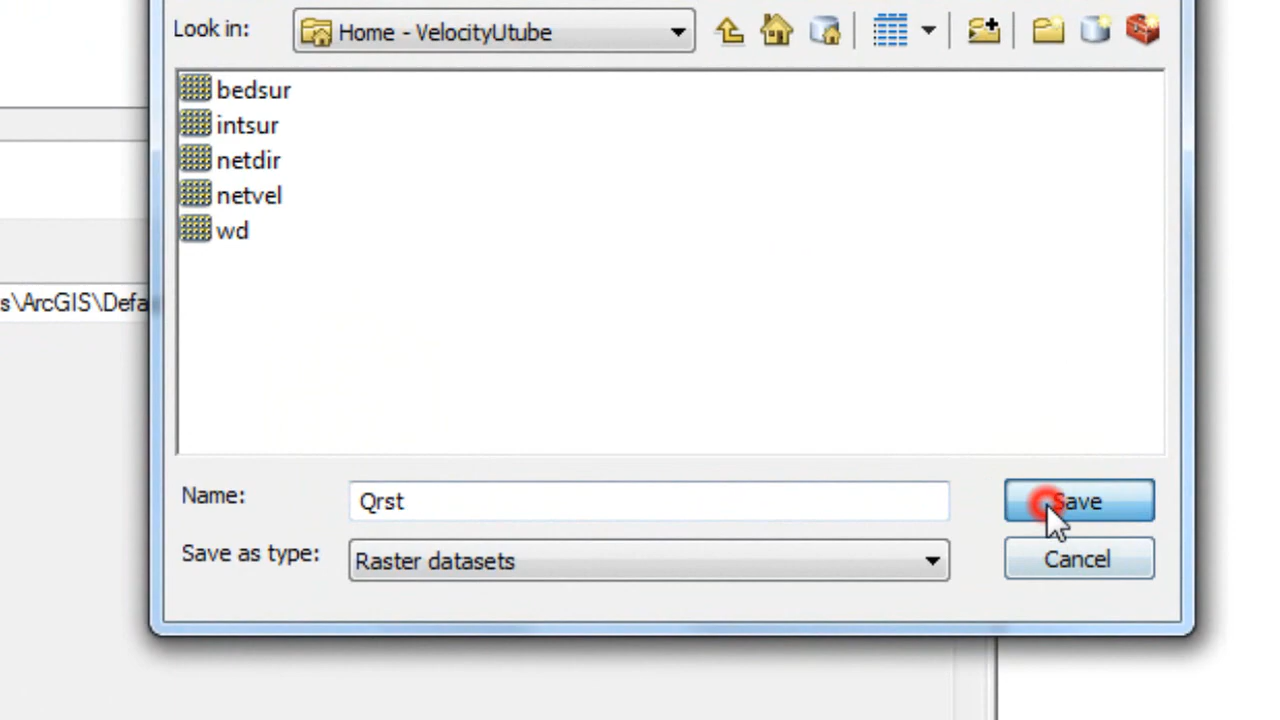 Look in: Home - VelocityUtube
bedsur
intsur
netdir
netvel
wd
s\ArcGIS\Defa
Name: Qrst Save
Save as type: Raster datasets Cancel